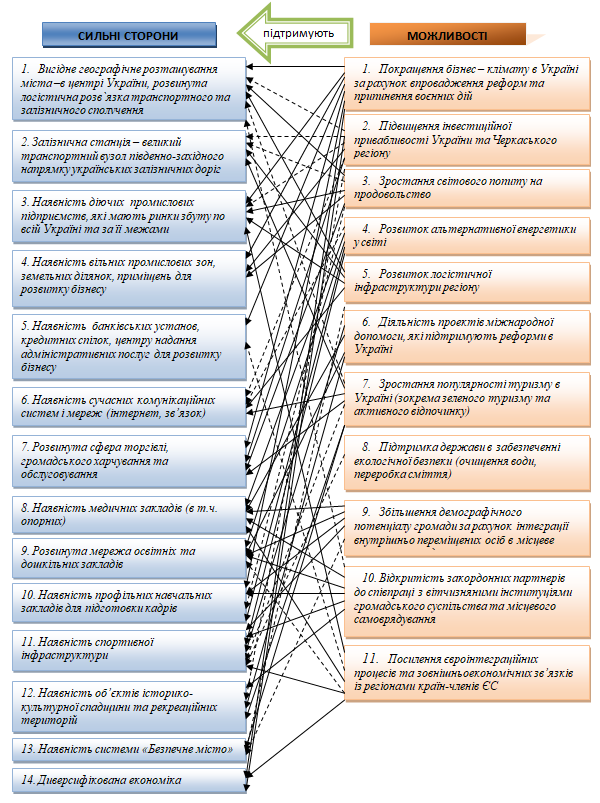 СИЛЬНІ СТОРОНИ
підтримують
МОЖЛИВОСТІ
1. Вигідне географічне розташування
міста –в центрі України, розвинута
логістична розв'язка транспортного та
залізничного сполучення
2. Залізнична станція – великий
транспортний вузол південно-західного
напрямку українських залізничних доріг
3. Наявність діючих промислових
підприємств, які мають ринки збуту по
всій Україні та за її межами
4. Наявність вільних промислових зон,
земельних ділянок, приміщень для
розвитку бізнесу
5. Наявність банківських установ,
кредитних спілок, центру надання
адміністративних послуг для розвитку
бізнесу
6. Наявність сучасних комунікаційних
систем і мереж (інтернет, зв'язок)
7. Розвинута сфера торгівлі,
громадського харчування та
обслуговування
8. Наявність медичних закладів (в т.ч.
опорних)
9. Розвинута мережа освітніх та
дошкільних закладів
10. Наявність профільних навчальних
закладів для підготовки кадрів
11. Наявність спортивної
інфраструктури
12. Наявність об'єктів історико-
культурної спадщини та рекреаційних
територій
13. Наявність системи «Безпечне місто»
14. Диверсифікована економіка
1. Покращення бізнес – клімату в Україні
за рахунок впровадження реформ та
припинення воєнних дій
2. Підвищення інвестиційної
привабливості України та Черкаського
регіону
3. Зростання світового попиту на
продовольство
4. Розвиток альтернативної енергетики
у світі
5. Розвиток логістичної
інфраструктури регіону
6. Діяльність проектів міжнародної
допомоги, які підтримують реформи в
Україні
7. Зростання популярності туризму в
Україні (зокрема зеленого туризму та
активного відпочинку)
8. Підтримка держави в забезпеченні
екологічної безпеки (очищення води,
переробка сміття)
9. Збільшення демографічного
потенціалу громади за рахунок інтеграції
внутрішньо переміщених осіб в місцеве
10. Відкритість закордонних партнерів
до співпраці з вітчизняними інституціями
громадського суспільства та місцевого
самоврядування
11. Посилення євроінтеграційних
процесів та зовнішньоекономічних зв'язків
із регіонами країн-членів ЄС